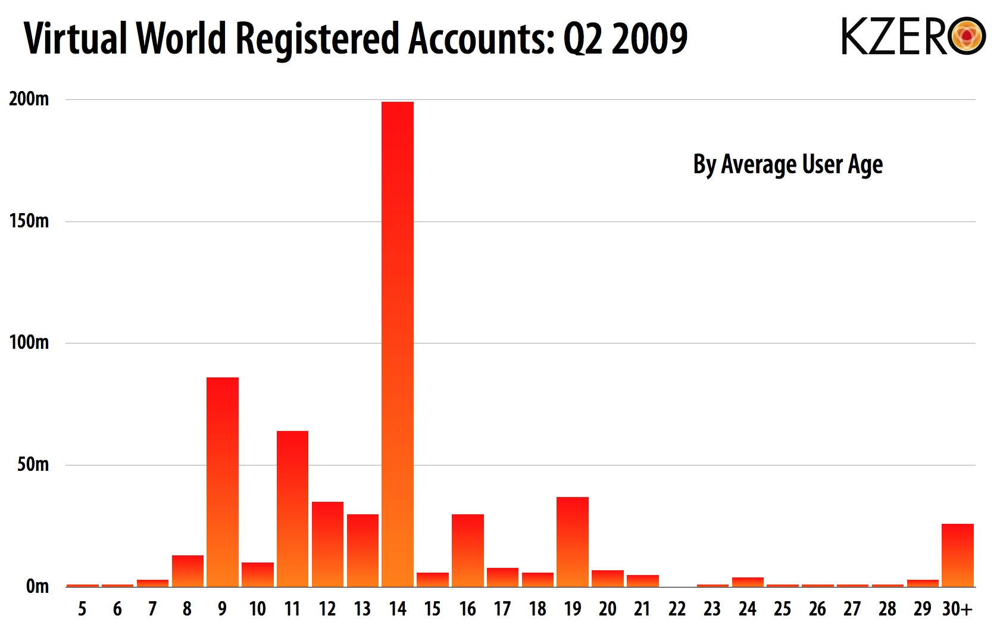 Virtual World Registered Accounts: Q2 2009
KZERO
200m
By Average User Age
150m
100m
50m
0m
5 6 7 8 9 10 11 12 13 14 15 16 17 18 19 20 21 22 23 24 25 26 27 28 29 30+